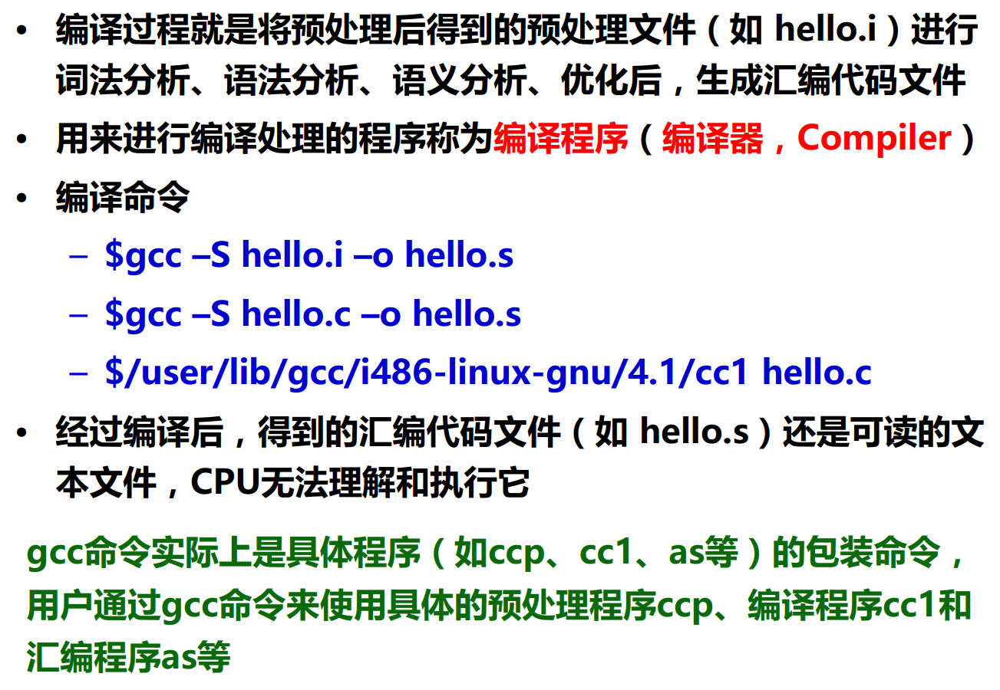 • 编译过程就是将预处理后得到的预处理文件（如 hello.i）进行
词法分析、语法分析、语义分析、优化后，生成汇编代码文件
• 用来进行编译处理的程序称为编译程序（编译器，Compiler）
• 编译命令
– $gcc –S hello.i –o hello.s
– $gcc –S hello.c –o hello.s
– $/user/lib/gcc/i486-linux-gnu/4.1/cc1 hello.c
• 经过编译后，得到的汇编代码文件（如 hello.s）还是可读的文
本文件，CPU无法理解和执行它
gcc命令实际上是具体程序（如ccp、cc1、as等）的包装命令，
用户通过gcc命令来使用具体的预处理程序ccp、编译程序cc1和
汇编程序as等